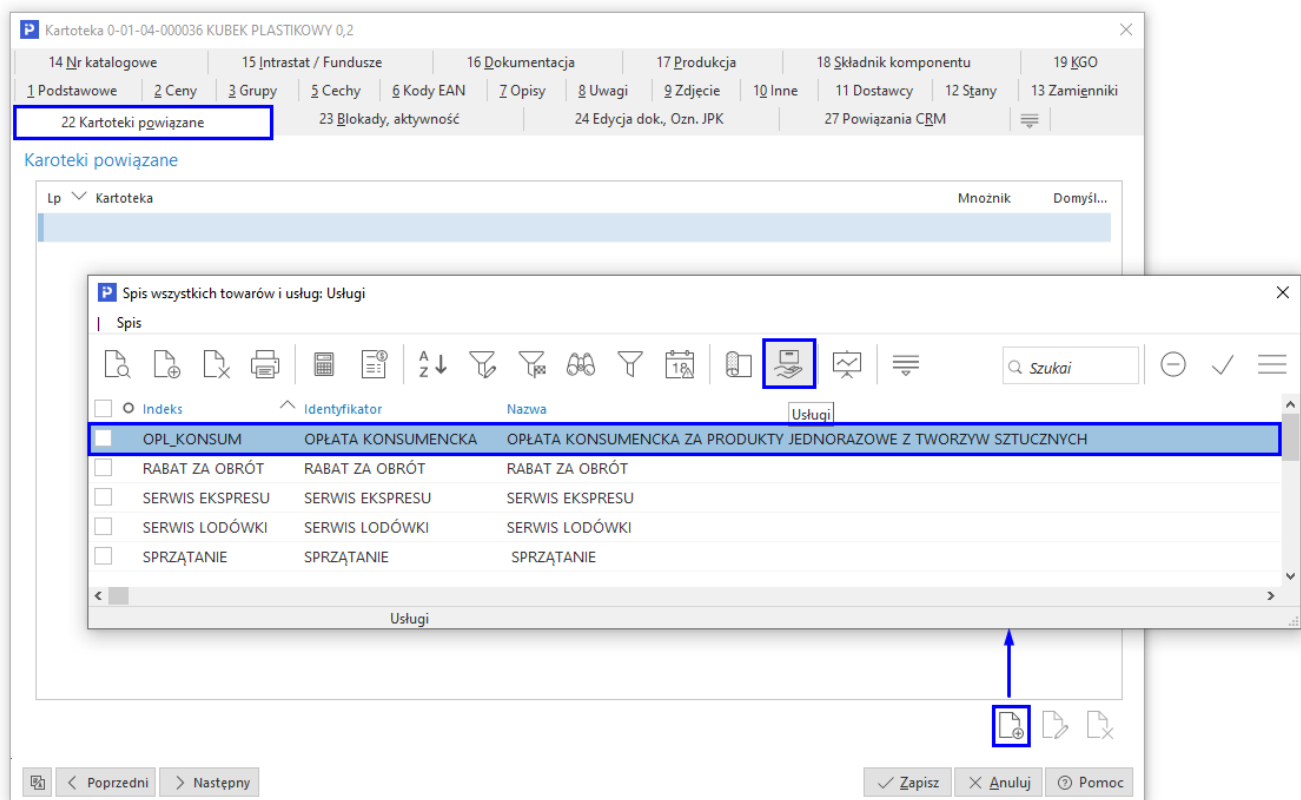 Kartoteka 0-01-04-000036 KUBEK PLASTIKOWY 0,2
14 Nr katalogowe 15 Intrastat / Fundusze 16 Dokumentacja 17 Produkcja 18 Składnik komponentu 19 KGO
1 Podstawowe 2 Ceny 3 Grupy 5 Cechy 6 Kody EAN 7 Opisy 8 Uwagi 9 Zdjęcie 10 Inne 11 Dostawcy 12 Stany 13 Zamienniki
22 Kartoteki powiązane 23 Blokady, aktywność 24 Edycja dok., Ozn. JPK 27 Powiązania CRM
Karoteki powiązane
Lp Kartoteka Mnożnik Domyśl...
Spis wszystkich towarów i usług: Usługi
Spis
A Z 18 Szukaj
Indeks Identyfikator Nazwa
Usługi
OPL_KONSUM OPŁATA KONSUMENCKA OPŁATA KONSUMENCKA ZA PRODUKTY JEDNORAZOWE Z TWORZYW SZTUCZNYCH
RABAT ZA OBRÓT RABAT ZA OBRÓT RABAT ZA OBRÓT
SERWIS EKSPRESU SERWIS EKSPRESU SERWIS EKSPRESU
SERWIS LODÓWKI SERWIS LODÓWKI SERWIS LODÓWKI
SPRZĄTANIE SPRZĄTANIE SPRZĄTANIE
Usługi
Poprzedni Następny Zapisz Anuluj Pomoc